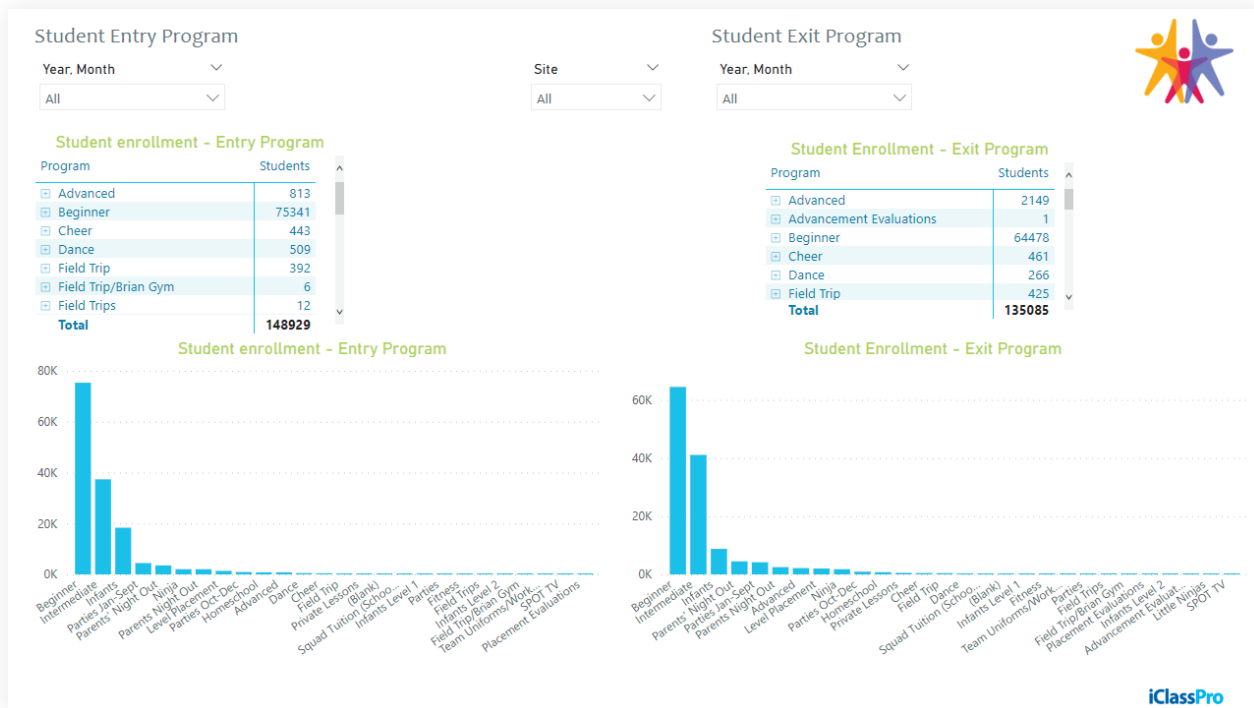 Student Entry Program
Student Exit Program
Year, Month
Site
Year, Month
All
All
All
Student enrollment - Entry Program
Program Students
Advanced 813
Beginner 75341
Cheer 443
Dance 509
Field Trip 392
Field Trip/Brian Gym 6
Field Trips 12
Total 148929
Student Enrollment - Exit Program
Program Students
Advanced 2149
Advancement Evaluations 1
Beginner 64478
Cheer 461
Dance 266
Field Trip 425
Total 135085
Student enrollment - Entry Program
80K
60K
40K
20K
0K
Beginner
Intermediate
Infants
Parties Jan-Sept
Parents' Night Out
Ninja
Parents Night Out
Level Placement
Parties Oct-Dec
Homeschool
Advanced
Dance
Cheer
Field Trip
Private Lessons
(Blank)
Squad Tuition (Schoo...
Infants Level 1
Parties
Fitness
Field Trips
Infants Level 2
Field Trip/Brian Gym
Team Uniforms/Work...
SPOT TV
Placement Evaluations
Student Enrollment - Exit Program
60K
40K
20K
0K
Beginner
Intermediate
Infants
Parents' Night Out
Parties Jan-Sept
Parents Night Out
Advanced
Level Placement
Ninja
Parties Oct-Dec
Homeschool
Private Lessons
Cheer
Field Trip
Dance
Squad Tuition (Schoo...
(Blank)
Infants Level 1
Fitness
Team Uniforms/Work...
Parties
Field Trips
Field Trip/Brian Gym
Placement Evaluations
Infants Level 2
Advancement Evaluat...
Little Ninjas
SPOT TV
iClassPro